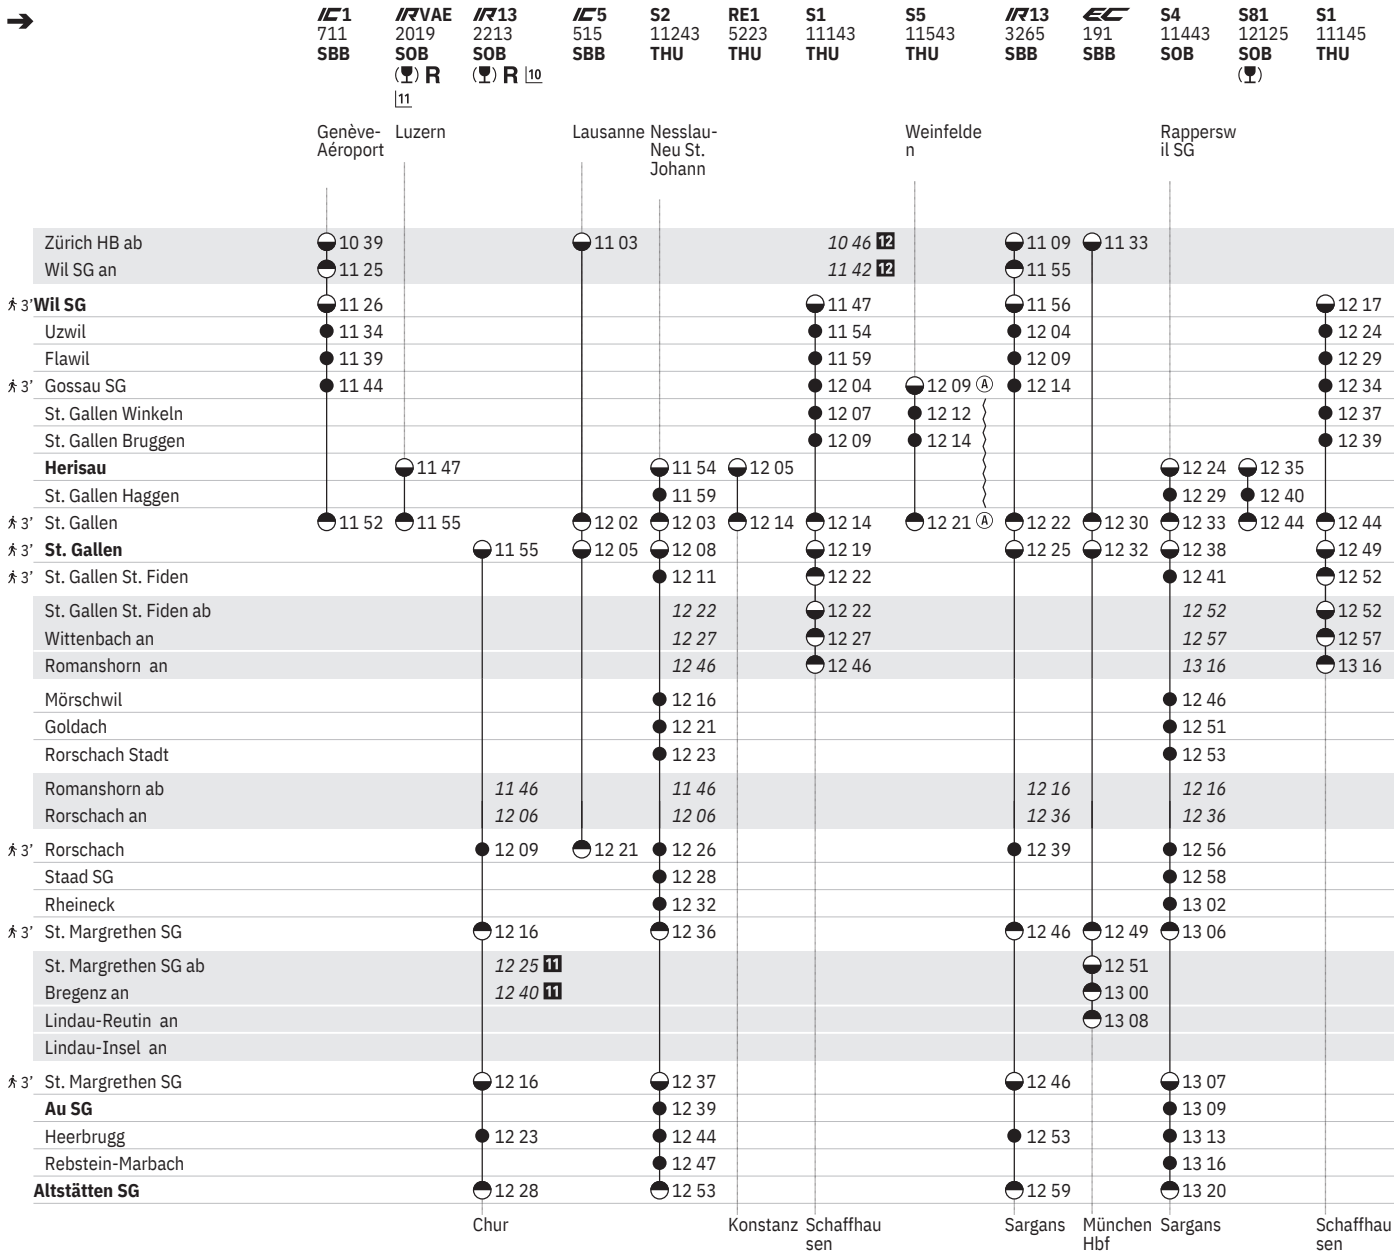 IC1 IRVAE IR13 IC5 S2 RE1 S1 S5 IR13 EC S4 S81 S1
711 2019 2213 515 11243 5223 11143 11543 3265 191 11443 12125 11145
SBB SOB SOB SBB THU THU THU THU SBB SBB SOB SOB THU
R R 10
11
Genève- Luzern Lausanne Nesslau- Weinfelde Rappersw
Aéroport Neu St. n il SG
Johann
Zürich HB ab 10 39 11 03 10 46 12 11 09 11 33
Wil SG an 11 25 11 42 12 11 55
3' Wil SG 11 26 11 47 11 56 12 17
Uzwil 11 34 11 54 12 04 12 24
Flawil 11 39 11 59 12 09 12 29
3' Gossau SG 11 44 12 04 12 09 A 12 14 12 34
St. Gallen Winkeln 12 07 12 12 12 37
St. Gallen Bruggen 12 09 12 14 12 39
Herisau 11 47 11 54 12 05 12 24 12 35
St. Gallen Haggen 11 59 12 29 12 40
3' St. Gallen 11 52 11 55 12 02 12 03 12 14 12 14 12 21 A 12 22 12 30 12 33 12 44 12 44
3' St. Gallen 11 55 12 05 12 08 12 19 12 25 12 32 12 38 12 49
3' St. Gallen St. Fiden 12 11 12 22 12 41 12 52
St. Gallen St. Fiden ab 12 22 12 22 12 52 12 52
Wittenbach an 12 27 12 27 12 57 12 57
Romanshorn an 12 46 12 46 13 16 13 16
Mörschwil 12 16 12 46
Goldach 12 21 12 51
Rorschach Stadt 12 23 12 53
Romanshorn ab 11 46 11 46 12 16 12 16
Rorschach an 12 06 12 06 12 36 12 36
3' Rorschach 12 09 12 21 12 26 12 39 12 56
Staad SG 12 28 12 58
Rheineck 12 32 13 02
3' St. Margrethen SG 12 16 12 36 12 46 12 49 13 06
St. Margrethen SG ab 12 25 11 12 51
Bregenz an 12 40 11 13 00
Lindau-Reutin an 13 08
Lindau-Insel an
3' St. Margrethen SG 12 16 12 37 12 46 13 07
Au SG 12 39 13 09
Heerbrugg 12 23 12 44 12 53 13 13
Rebstein-Marbach 12 47 13 16
Altstätten SG 12 28 12 53 12 59 13 20
Chur Konstanz Schaffhau Sargans München Sargans Schaffhau
sen Hbf sen